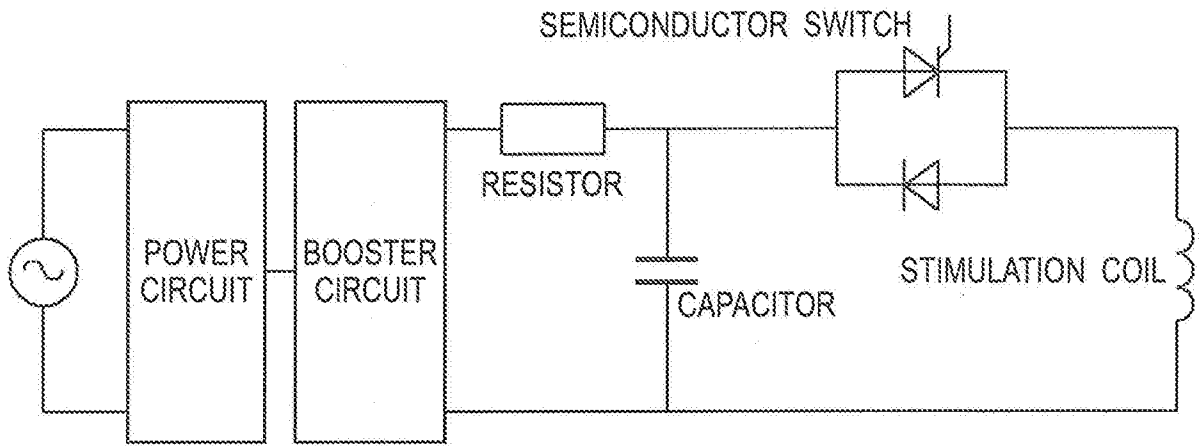 SEMICONDUCTOR SWITCH
RESISTOR
POWER
CIRCUIT
BOOSTER
CIRCUIT
CAPACITOR
STIMULATION COIL